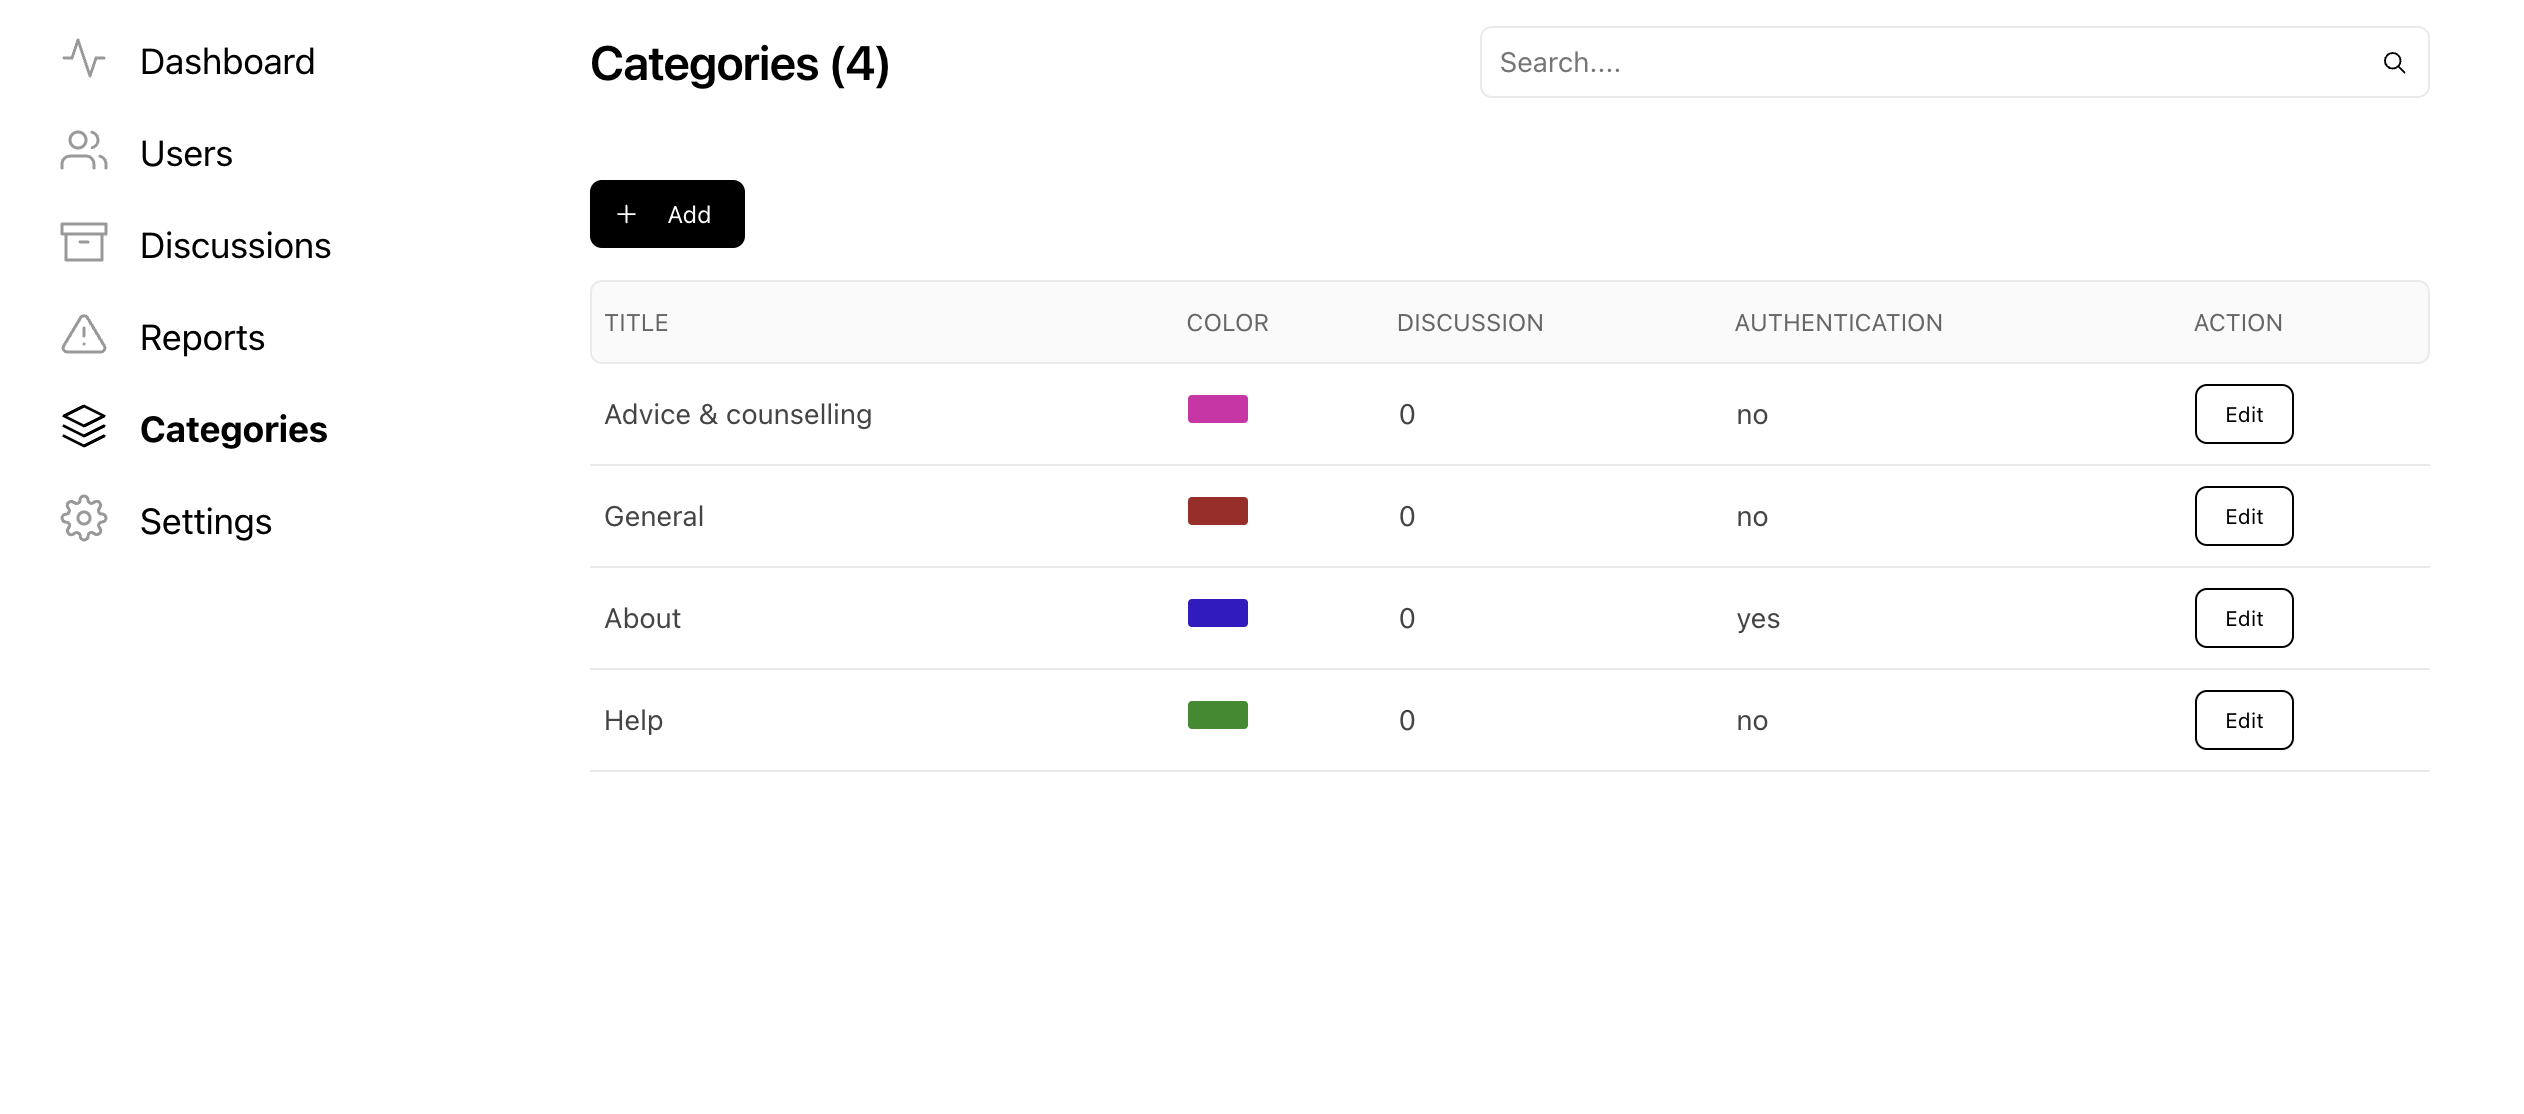 Dashboard
Users
Discussions
Reports
Categories
Settings
Categories (4)
Search....
+ Add
TITLE COLOR DISCUSSION AUTHENTICATION ACTION
Advice & counselling 0 no Edit
General 0 no Edit
About 0 yes Edit
Help 0 no Edit